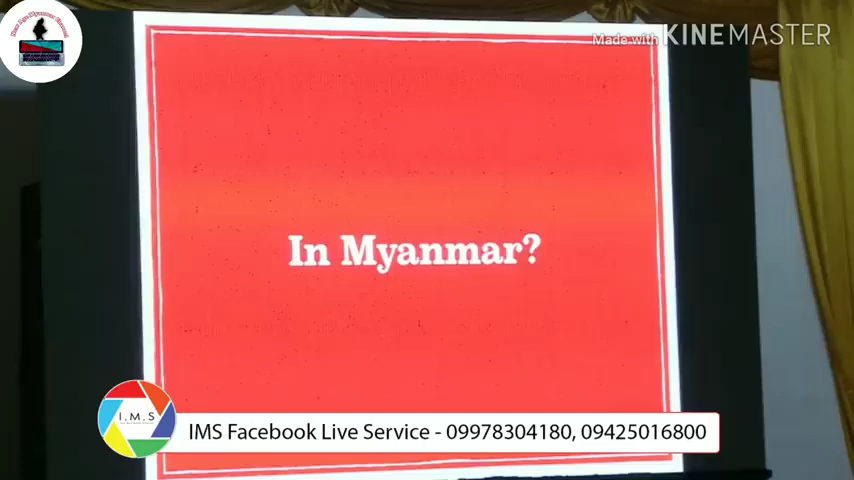 Made with KINEMASTER
In Myanmar?
I.M.S
IMS Facebook Live Service - 09978304180, 09425016800